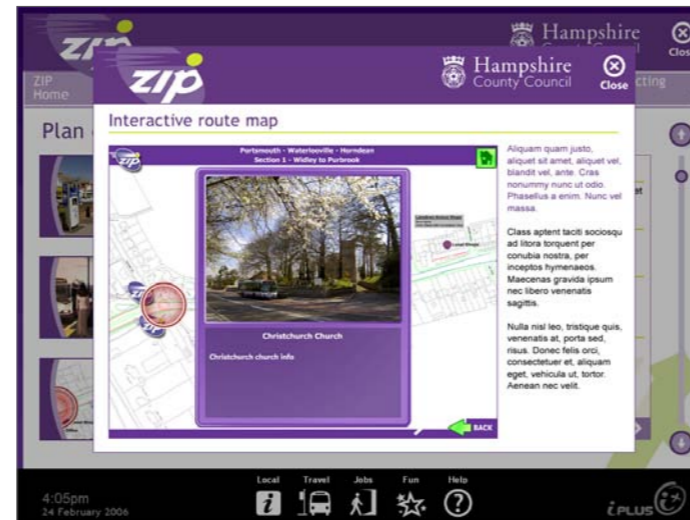 zip
Hampshire
County Council
Close
ZIP
Home
Plan
zip
Hampshire
County Council
Close
Interactive route map
zip
Portsmouth - Waterlooville - Horndean
Section 1 - Widley to Purbrook
Christchurch Church
Christchurch church info
BACK
Aliquam quam justo,
aliquet sit amet, aliquet vel,
blandit vel, ante. Cras
nonummy nunc ut odio.
Phasellus a enim. Nunc vel
massa.
Class aptent taciti sociosqu
ad litora torquent per
conubia nostra, per
inceptos hymenaeos.
Maecenas gravida ipsum
nec libero venenatis
sagittis.
Nulla nisl leo, tristique quis,
venenatis at, porta sed,
risus. Donec felis orci,
consectetuer et, aliquam
eget, vehicula ut, tortor.
Aenean nec velit.
Local Travel Jobs Fun Help
4:05pm
24 February 2006
iPLUS